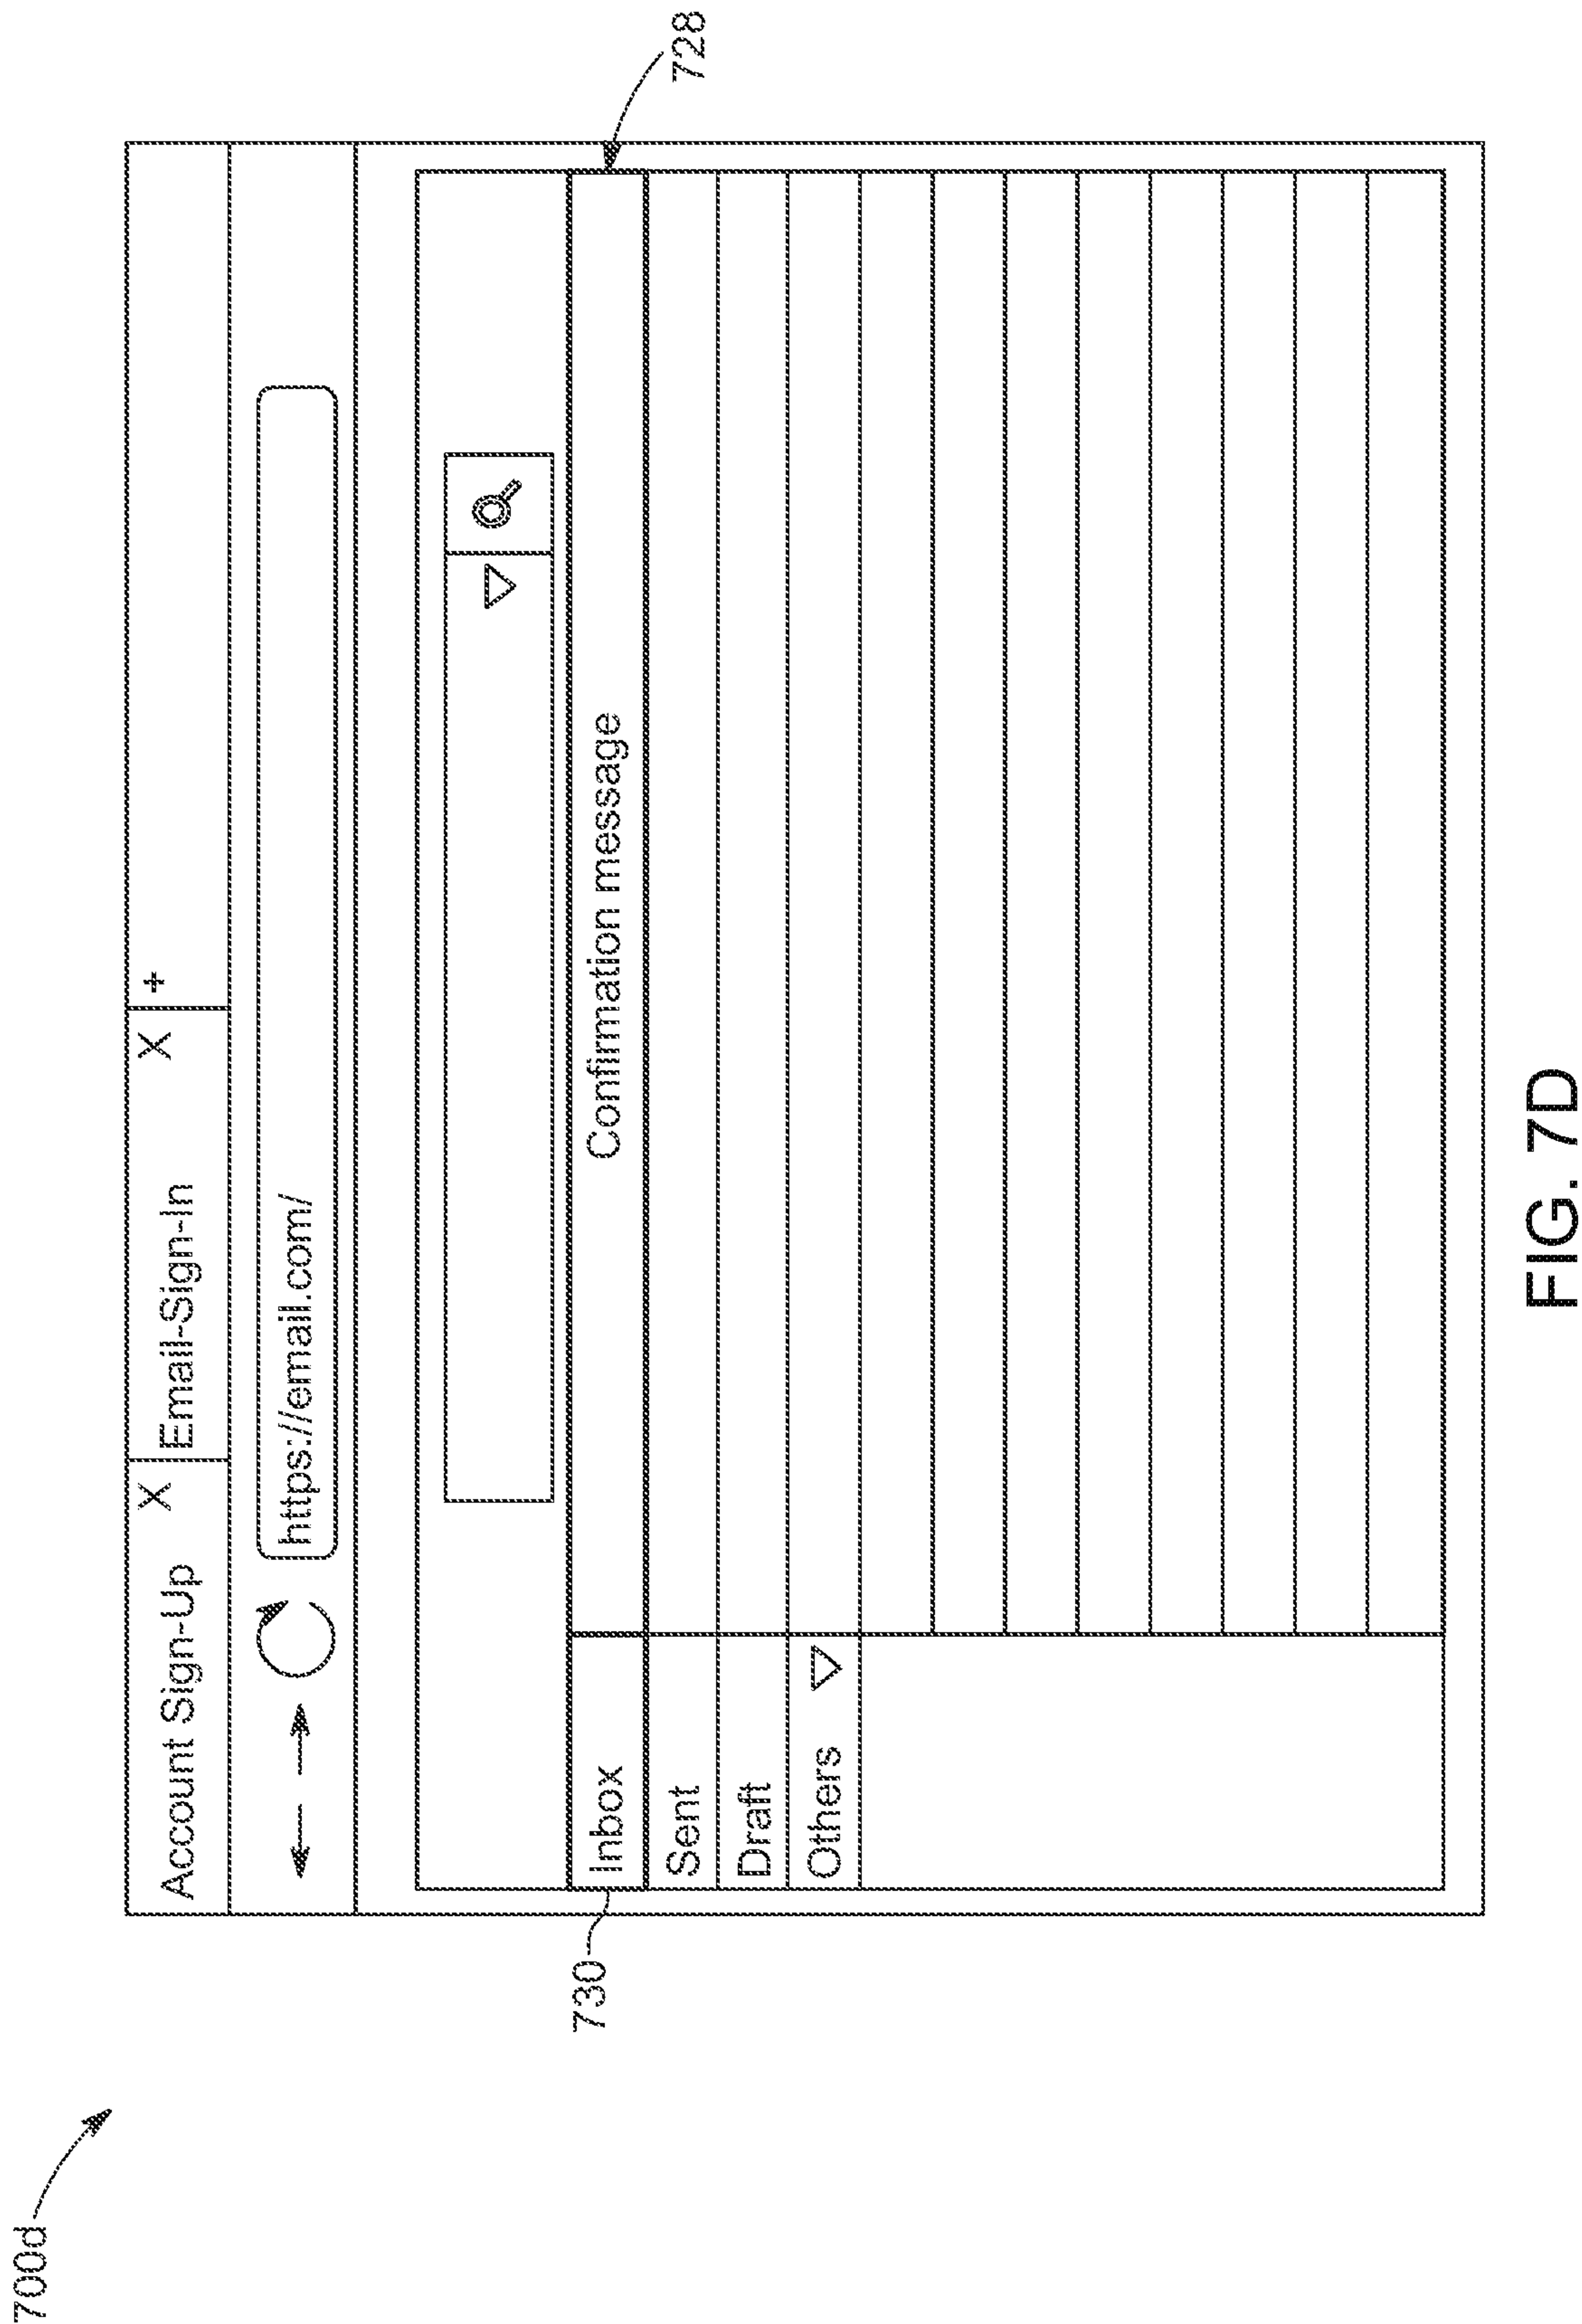 700d
Account Sign-Up X Email-Sign-In X +
https://email.com/
730 Inbox Confirmation message 728
Sent
Draft
Others
FIG. 7D